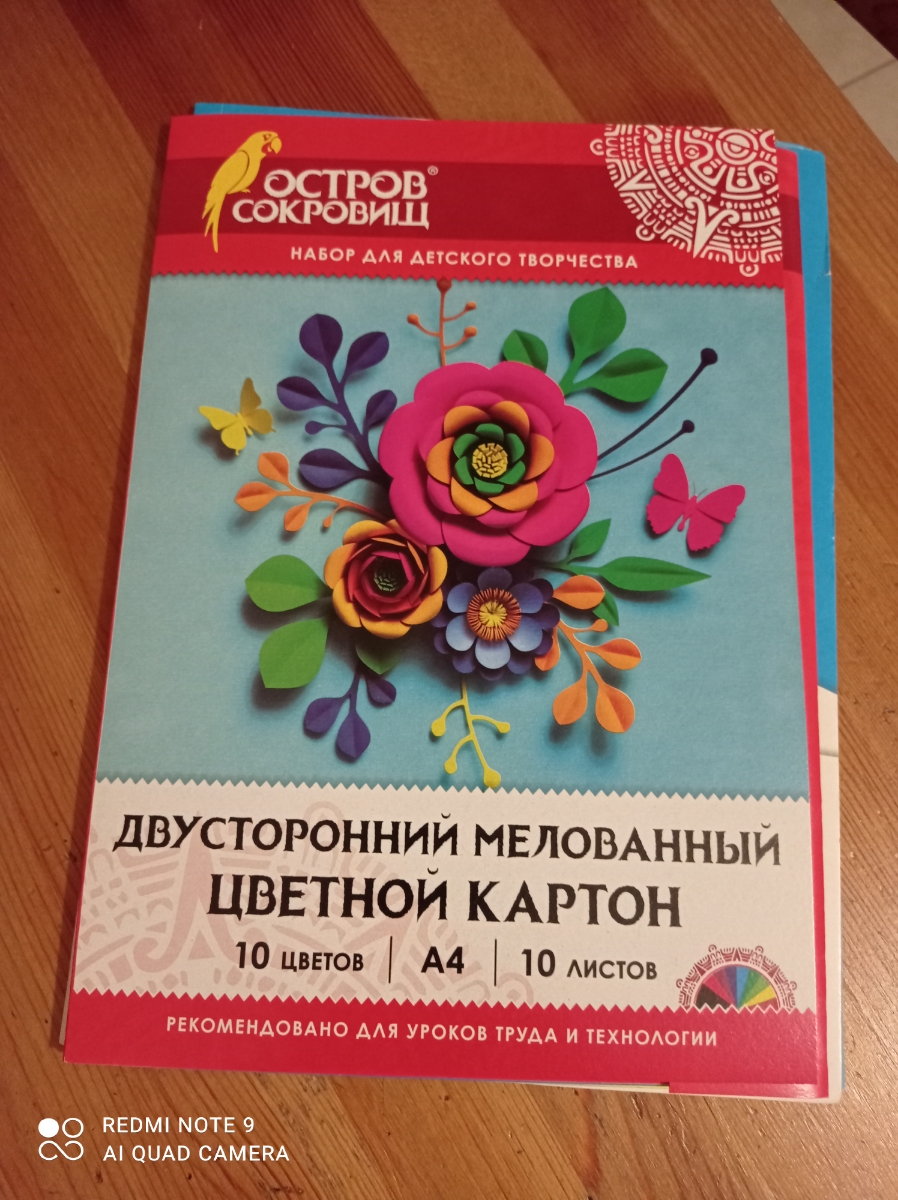 ОСТРОВ®
СОКРОВИЩ
НАБОР ДЛЯ ДЕТСКОГО ТВОРЧЕСТВА
ДВУСТОРОННИЙ МЕЛОВАННЫЙ
ЦВЕТНОЙ КАРТОН
10 ЦВЕТОВ | А4 | 10 ЛИСТОВ
РЕКОМЕНДОВАНО ДЛЯ УРОКОВ ТРУДА И ТЕХНОЛОГИИ
REDMI NOTE 9
AI QUAD CAMERA